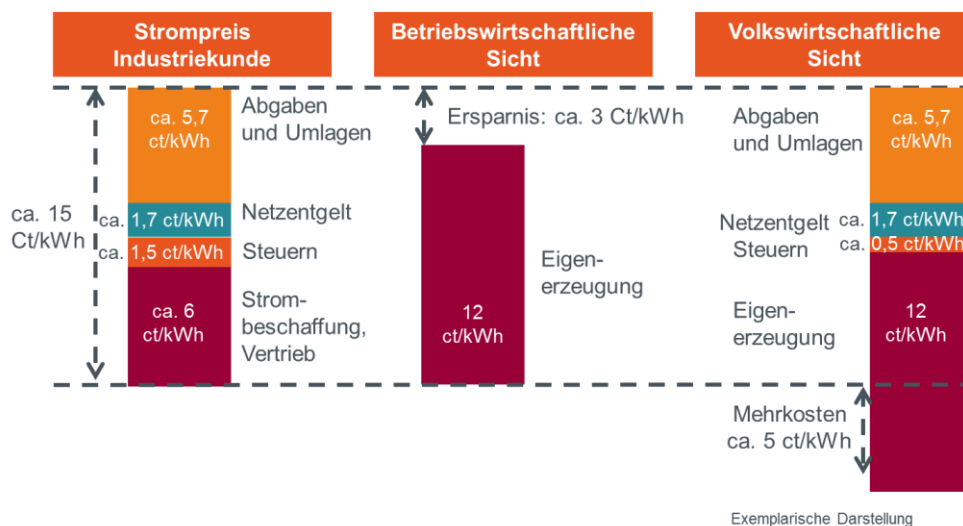 Strompreis
Industriekunde
Betriebswirtschaftliche
Sicht
Volkswirtschaftliche
Sicht
ca. 15
Ct/kWh
ca. 5,7
ct/kWh
Abgaben
und Umlagen
ca. 1,7 ct/kWh
Netzentgelt
ca. 1,5 ct/kWh
Steuern
ca. 6
ct/kWh
Strom-
beschaffung,
Vertrieb
Ersparnis: ca. 3 Ct/kWh
12
ct/kWh
Eigen-
erzeugung
Abgaben
und Umlagen
ca. 5,7
ct/kWh
Netzentgelt
ca. 1,7 ct/kWh
Steuern
ca. 0,5 ct/kWh
Eigen-
erzeugung
12
ct/kWh
Mehrkosten
ca. 5 ct/kWh
Exemplarische Darstellung